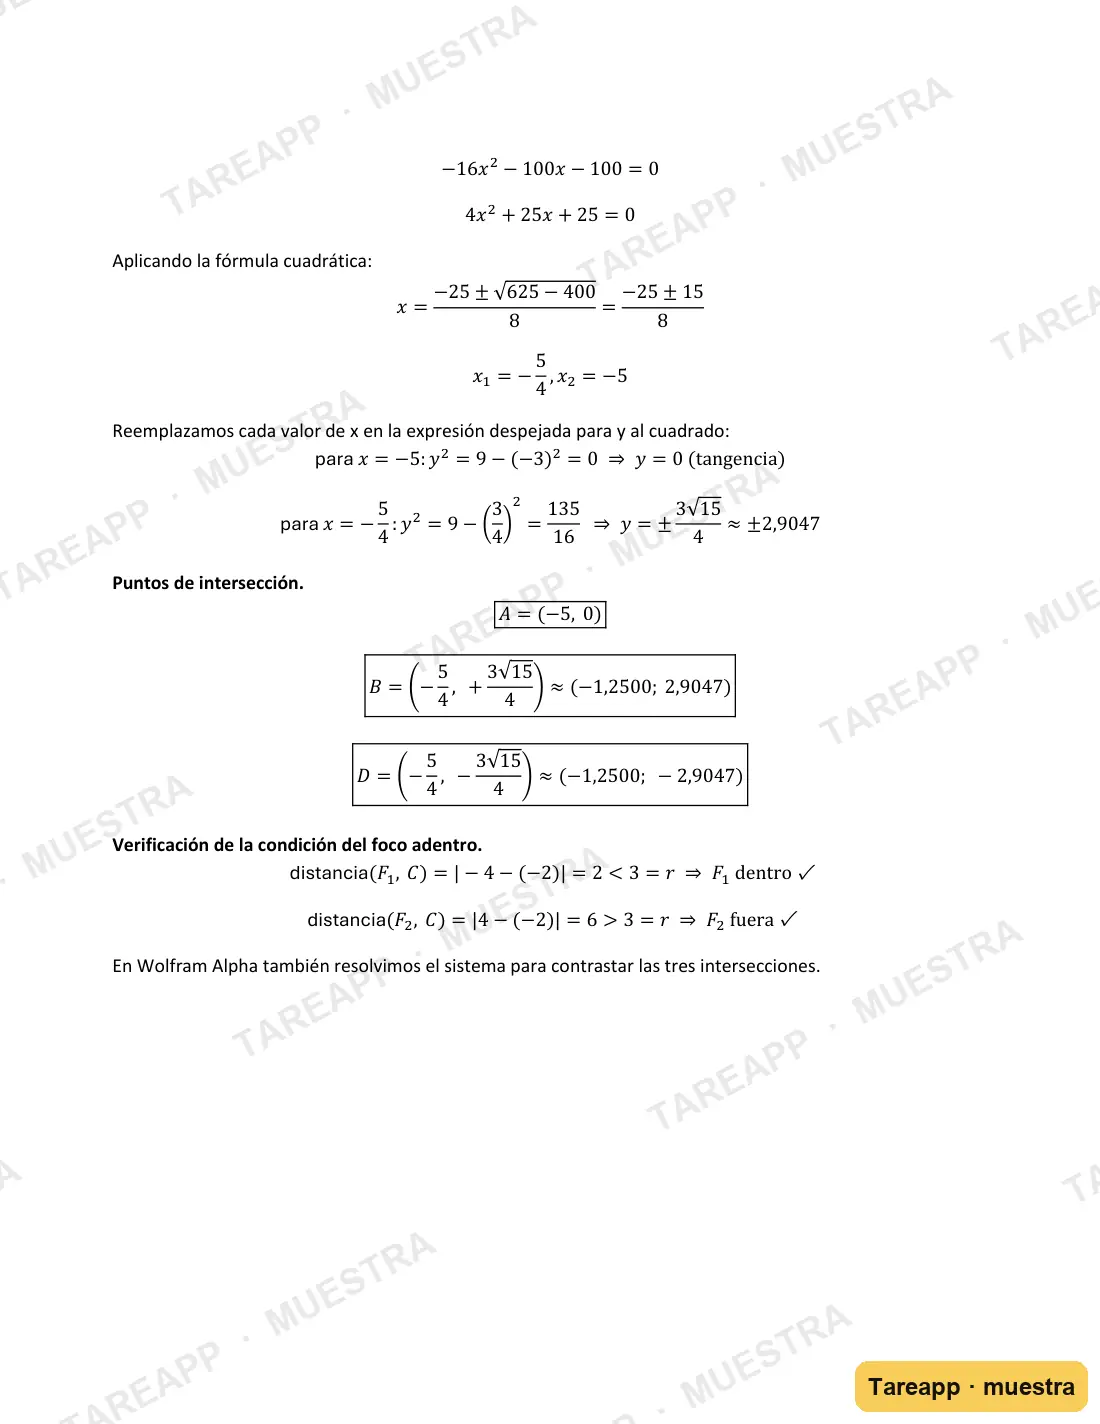 −16x² − 100x − 100 = 0
4x² + 25x + 25 = 0
Aplicando la fórmula cuadrática:
x = (−25 ± √(625 − 400))/8 = (−25 ± 15)/8
x₁ = −5/4, x₂ = −5
Reemplazamos cada valor de x en la expresión despejada para y al cuadrado:
para x = −5: y² = 9 − (−3)² = 0 ⇒ y = 0 (tangencia)
para x = −5/4: y² = 9 − (3/4)² = 135/16 ⇒ y = ±3√15/4 ≈ ±2,9047
Puntos de intersección.
A = (−5, 0)
B = (−5/4, +3√15/4) ≈ (−1,2500; 2,9047)
D = (−5/4, −3√15/4) ≈ (−1,2500; −2,9047)
Verificación de la condición del foco adentro.
distancia(F₁, C) = |−4 − (−2)| = 2 < 3 = r ⇒ F₁ dentro ✓
distancia(F₂, C) = |4 − (−2)| = 6 > 3 = r ⇒ F₂ fuera ✓
En Wolfram Alpha también resolvimos el sistema para contrastar las tres intersecciones.
TAREAPP · MUESTRA
Tareapp · muestra